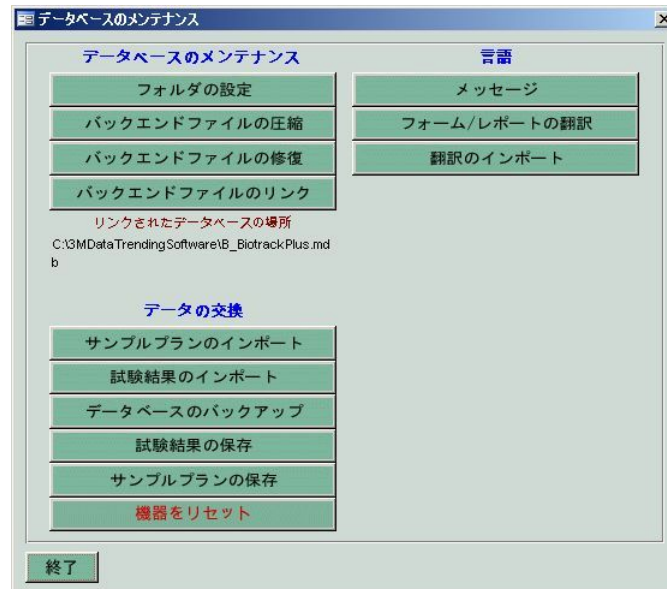 データベースのメンテナンス
データベースのメンテナンス
フォルダの設定
バックエンドファイルの圧縮
バックエンドファイルの修復
バックエンドファイルのリンク
リンクされたデータベースの場所
C:\3MDataTrendingSoftware\B_BiotrackPlus.md
b
データの交換
サンプルプランのインポート
試験結果のインポート
データベースのバックアップ
試験結果の保存
サンプルプランの保存
機器をリセット
言語
メッセージ
フォーム/レポートの翻訳
翻訳のインポート
終了